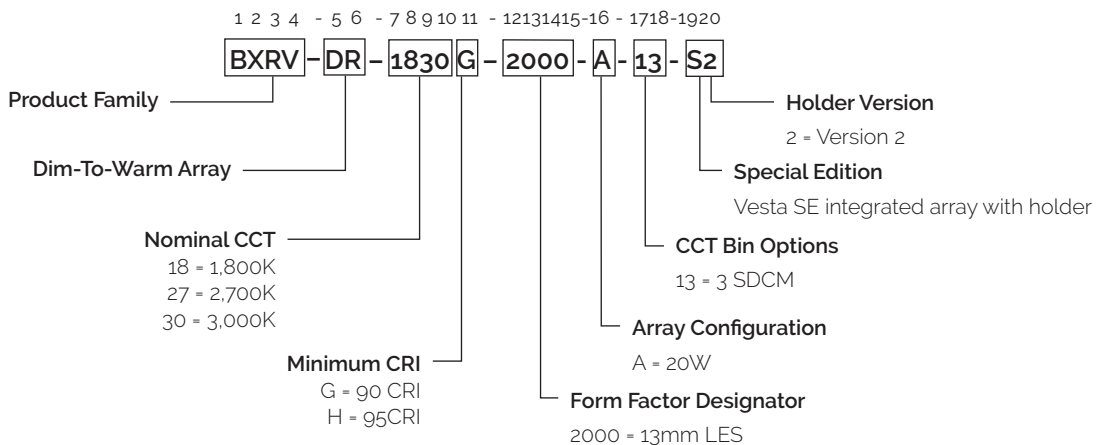 1 2 3 4 - 5 6 - 7 8 9 10 11 - 12131415-16 - 1718-1920
BXRV-DR-1830G-2000-A-13-S2
Product Family
Holder Version
2 = Version 2
Dim-To-Warm Array
Special Edition
Vesta SE integrated array with holder
Nominal CCT
18 = 1,800K
27 = 2,700K
30 = 3,000K
CCT Bin Options
13 = 3 SDCM
Array Configuration
A = 20W
Minimum CRI
G = 90 CRI
H = 95CRI
Form Factor Designator
2000 = 13mm LES